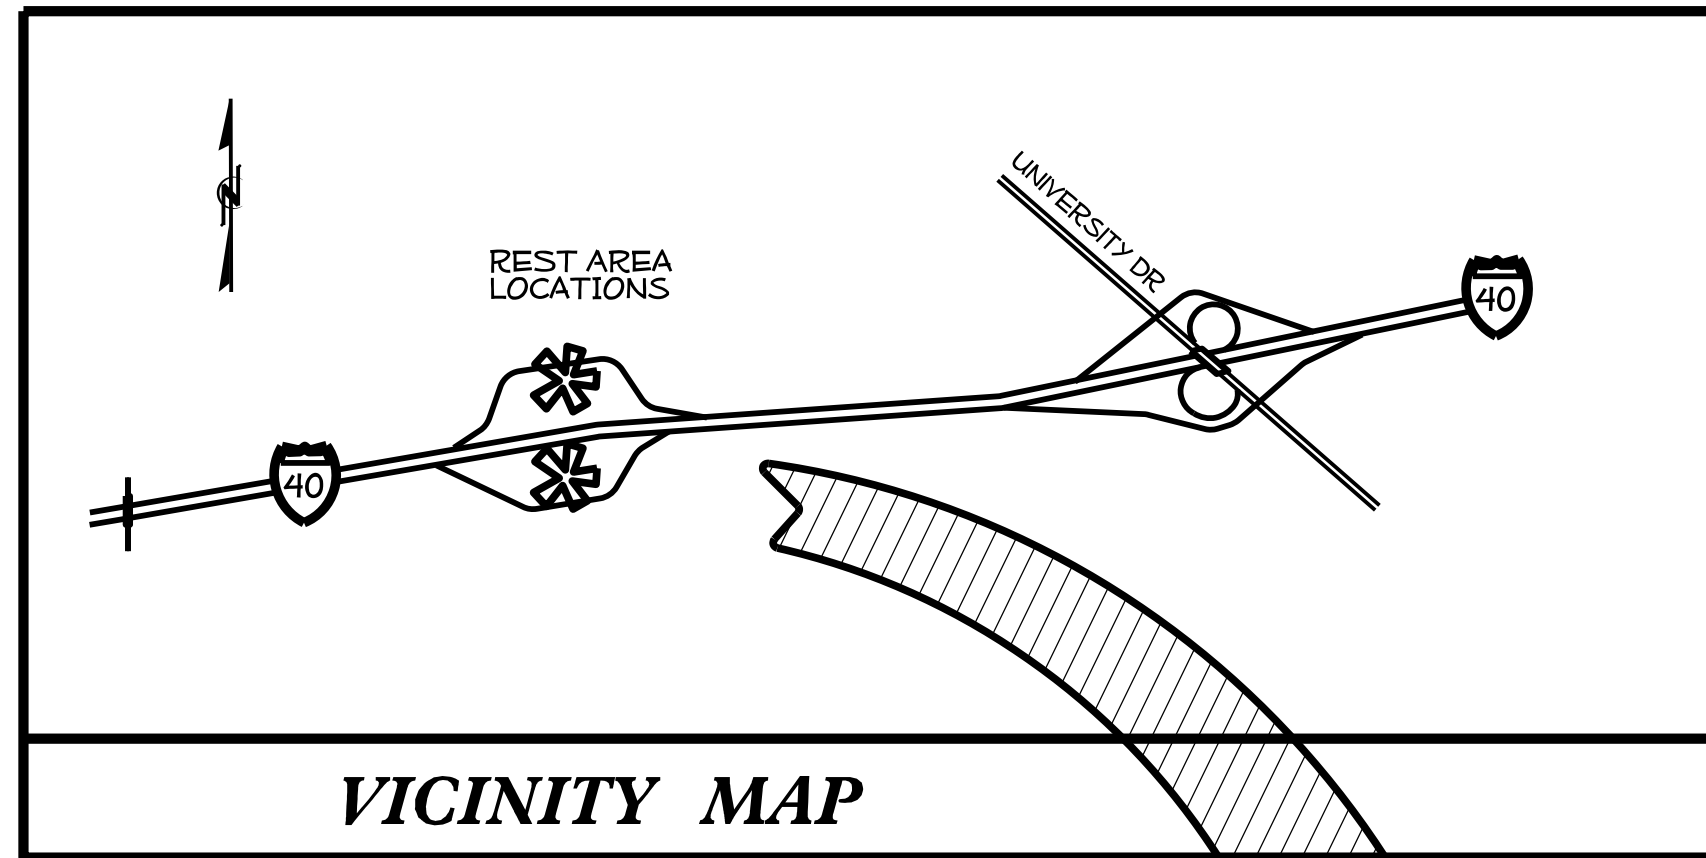 N
UNIVERSITY DR
REST AREA
LOCATIONS
40
40
VICINITY MAP